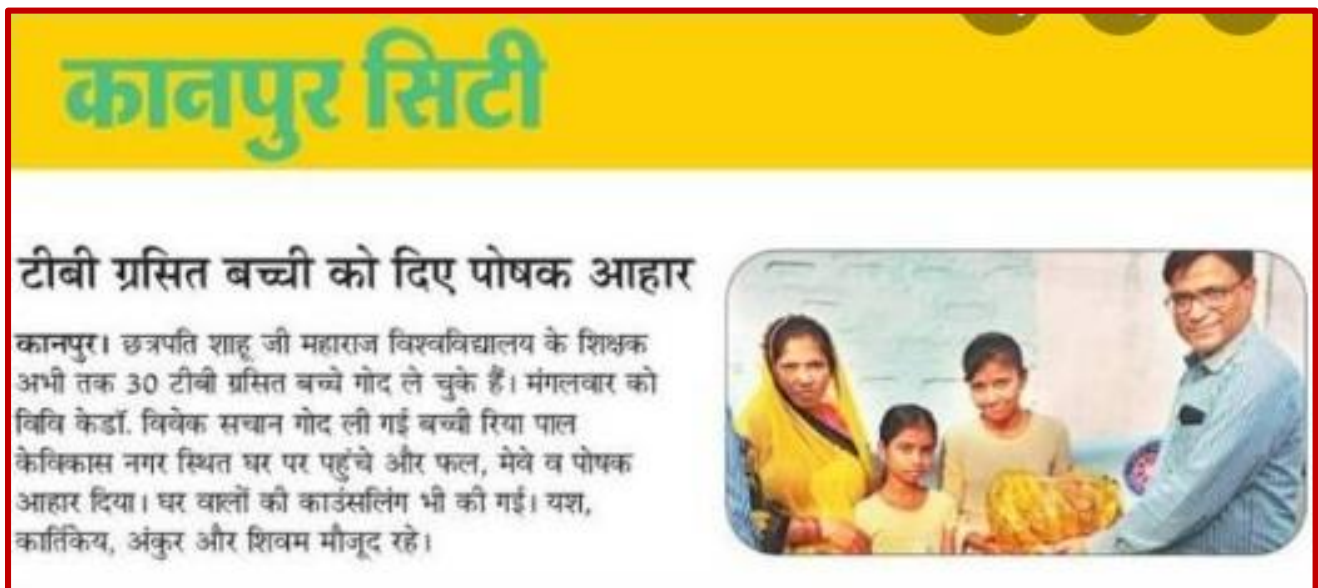 कानपुर सिटी
टीबी ग्रसित बच्ची को दिए पोषक आहार
कानपुर। छत्रपति शाहू जी महाराज विश्वविद्यालय के शिक्षक
अभी तक 30 टीबी ग्रसित बच्चे गोद ले चुके हैं। मंगलवार को
विवि केडॉ. विवेक सचान गोद ली गई बच्ची रिया पाल
केविकास नगर स्थित घर पर पहुंचे और फल, मेवे व पोषक
आहार दिया। घर वालों की काउंसलिंग भी की गई। यश,
कार्तिकेय, अंकुर और शिवम मौजूद रहे।